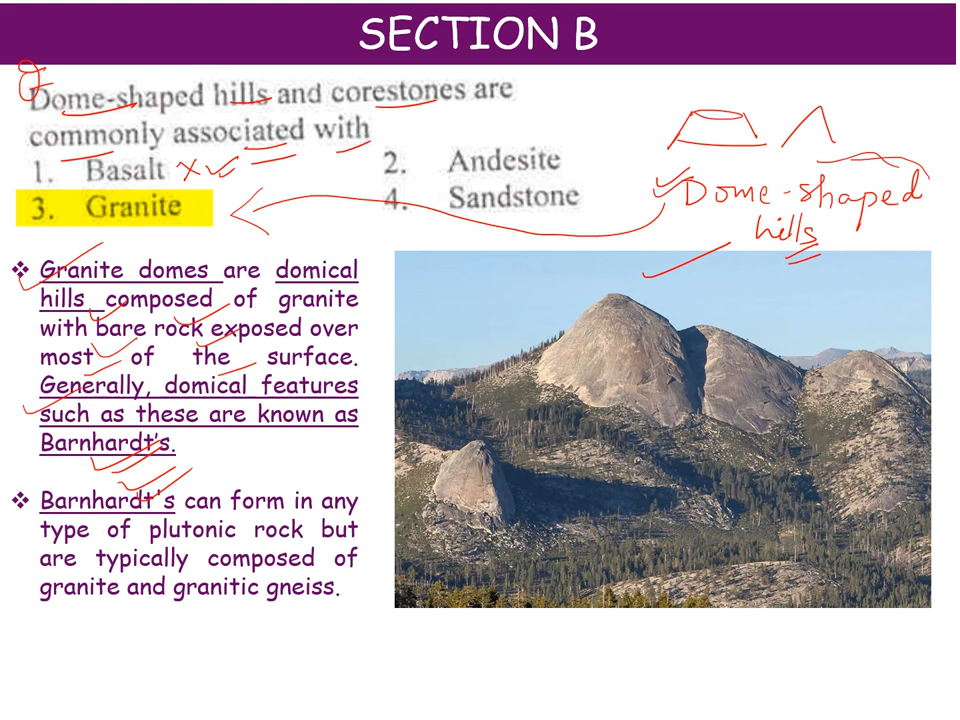 SECTION B
Q
Dome-shaped hills and corestones are
commonly associated with
1. Basalt
2. Andesite
3. Granite
4. Sandstone
Dome-shaped
hills
❖ Granite domes are domical
hills composed of granite
with bare rock exposed over
most of the surface.
Generally, domical features
such as these are known as
Barnhardt's.
❖ Barnhardt's can form in any
type of plutonic rock but
are typically composed of
granite and granitic gneiss.